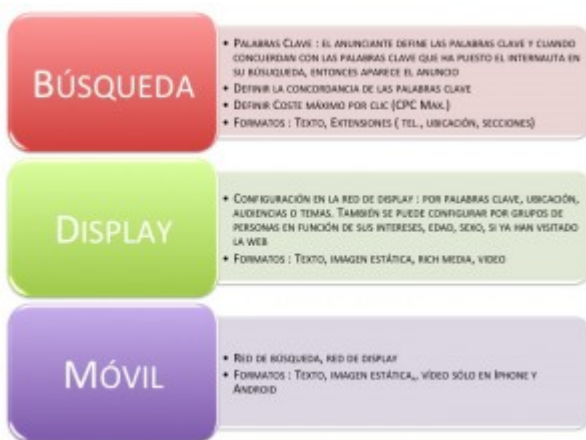 BÚSQUEDA
• PALABRAS CLAVE : EL ANUNCIANTE DEFINE LAS PALABRAS CLAVE Y CUANDO
CONCUERDAN CON LAS PALABRAS CLAVE QUE HA PUESTO EL INTERNAUTA EN
SU BÚSUQUEDA, ENTONCES APARECE EL ANUNCIO
• DEFINIR LA CONCORDANCIA DE LAS PALABRAS CLAVE
• DEFINIR COSTE MÁXIMO POR CLIC (CPC MAX.)
• FORMATOS : TEXTO, EXTENSIONES ( TEL., UBICACIÓN, SECCIONES)
DISPLAY
• CONFIGURACIÓN EN LA RED DE DISPLAY : POR PALABRAS CLAVE, UBICACIÓN,
AUDIENCIAS O TEMAS. TAMBIÉN SE PUEDE CONFIGURAR POR GRUPOS DE
PERSONAS EN FUNCIÓN DE SUS INTERESES, EDAD, SEXO, SI YA HAN VISITADO
LA WEB
• FORMATOS : TEXTO, IMAGEN ESTÁTICA, RICH MEDIA, VIDEO
MÓVIL
• RED DE BÚSQUEDA, RED DE DISPLAY
• FORMATOS : TEXTO, IMAGEN ESTÁTICA,, VÍDEO SÓLO EN IPHONE Y
ANDROID